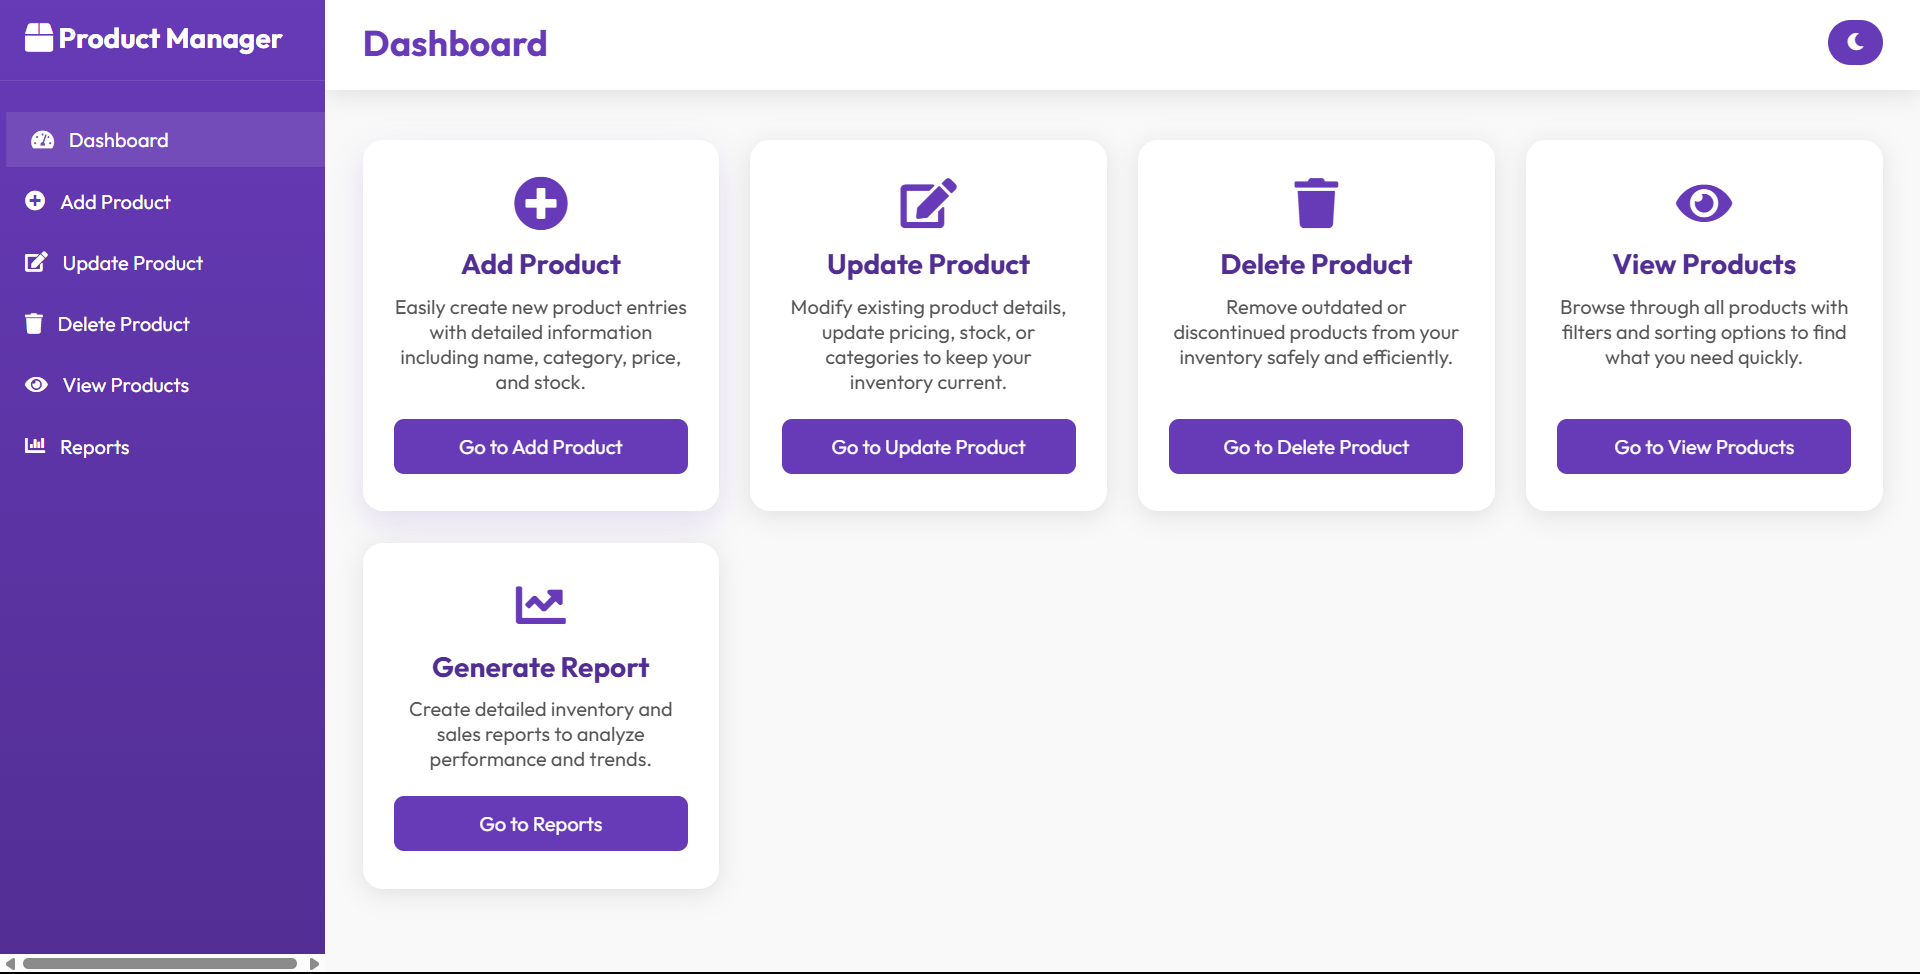 Product Manager
Dashboard
Add Product
Update Product
Delete Product
View Products
Reports
Dashboard
Add Product
Easily create new product entries
with detailed information
including name, category, price,
and stock.
Go to Add Product
Update Product
Modify existing product details,
update pricing, stock, or
categories to keep your
inventory current.
Go to Update Product
Delete Product
Remove outdated or
discontinued products from your
inventory safely and efficiently.
Go to Delete Product
View Products
Browse through all products with
filters and sorting options to find
what you need quickly.
Go to View Products
Generate Report
Create detailed inventory and
sales reports to analyze
performance and trends.
Go to Reports